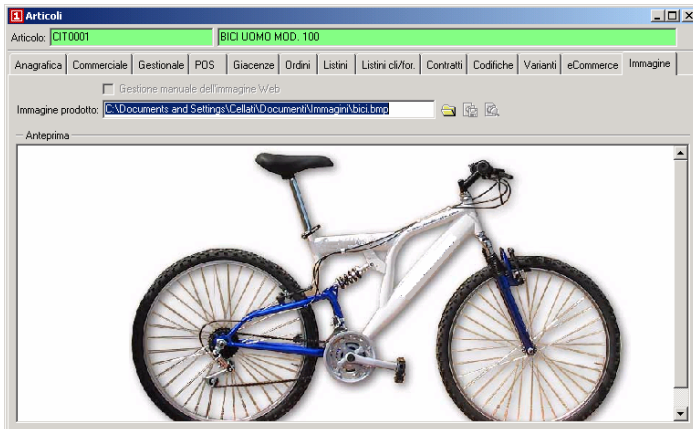 Articoli
Articolo: CIT0001 BICI UOMO MOD. 100
Anagrafica Commerciale Gestionale POS Giacenze Ordini Listini Listini cli/for. Contratti Codifiche Varianti eCommerce Immagine
Gestione manuale dell'immagine Web
Immagine prodotto: C:\Documents and Settings\Cellati\Documenti\Immagini\bici.bmp
Anteprima